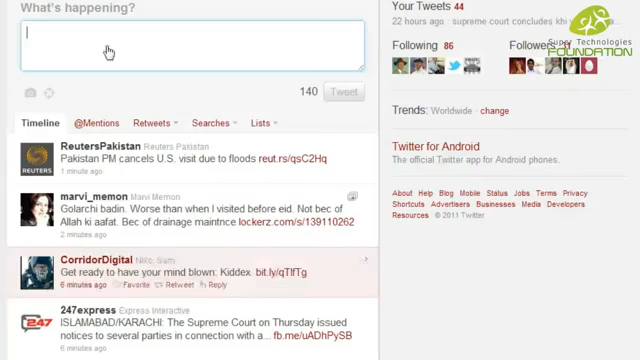 What's happening?
140
Tweet
Timeline
@Mentions
Retweets
Searches
Lists
ReutersPakistan Reuters Pakistan
Pakistan PM cancels U.S. visit due to floods reut.rs/qsC2Hq
1 minute ago
marvi_memon Marvi Memon
Golarchi badin. Worse than when I visited before eid. Not bec of
Allah ki aafat. Bec of drainage maintnce lockerz.com/s/139110262
2 minutes ago
CorridorDigital Niko, Sam
Get ready to have your mind blown: Kiddex. bit.ly/qTlfTg
6 minutes ago Favorite Retweet Reply
247express Express Interactive
ISLAMABAD/KARACHI: The Supreme Court on Thursday issued
notices to several parties in connection with a... fb.me/uADhPySB
6 minutes ago
Your Tweets 44
22 hours ago supreme court concludes khi
Following 86
Followers 11
Super Technologies
FOUNDATION
Trends: Worldwide · change
Twitter for Android
The official Twitter app for Android phones.
About Help Blog Mobile Status Jobs Terms Privacy
Shortcuts Advertisers Businesses Media Developers
Resources © 2011 Twitter